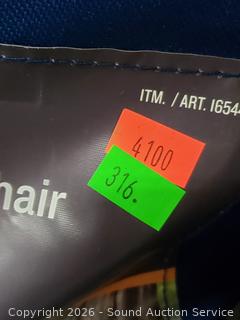 ITM. / ART. I654
4100
316.
hair
Copyright © 2026 - Sound Auction Service